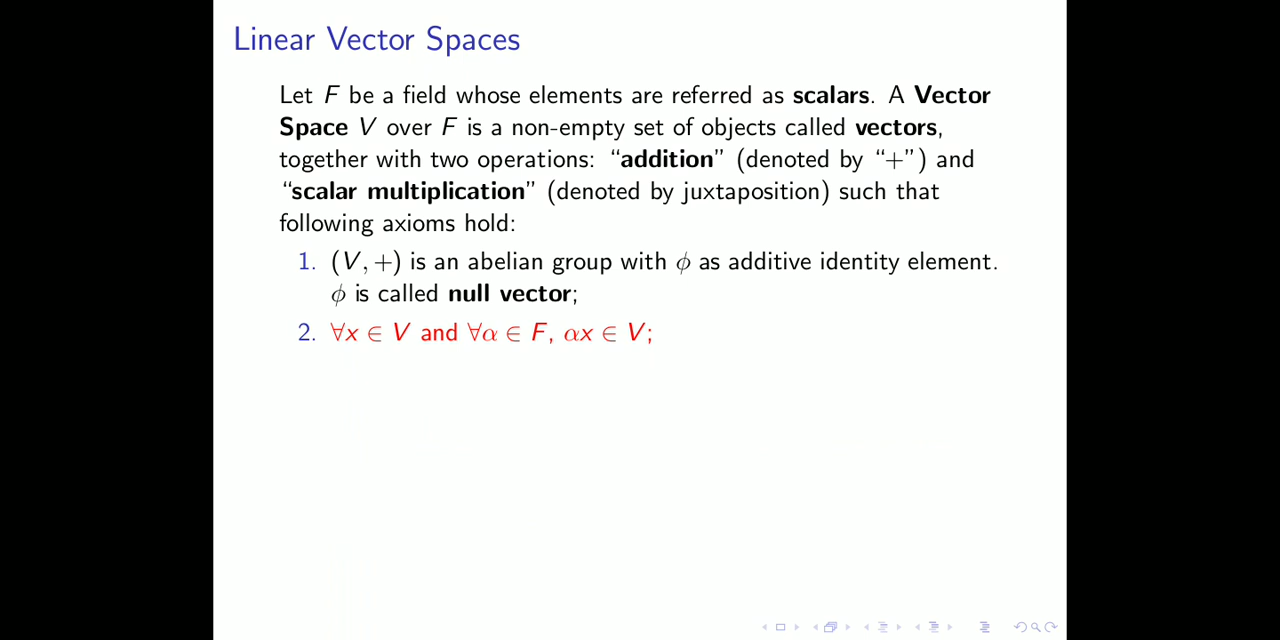 Linear Vector Spaces
Let F be a field whose elements are referred as scalars. A Vector
Space V over F is a non-empty set of objects called vectors,
together with two operations: “addition” (denoted by “+”) and
“scalar multiplication” (denoted by juxtaposition) such that
following axioms hold:
1. (V, +) is an abelian group with ϕ as additive identity element.
ϕ is called null vector;
2. ∀x ∈ V and ∀α ∈ F, αx ∈ V;